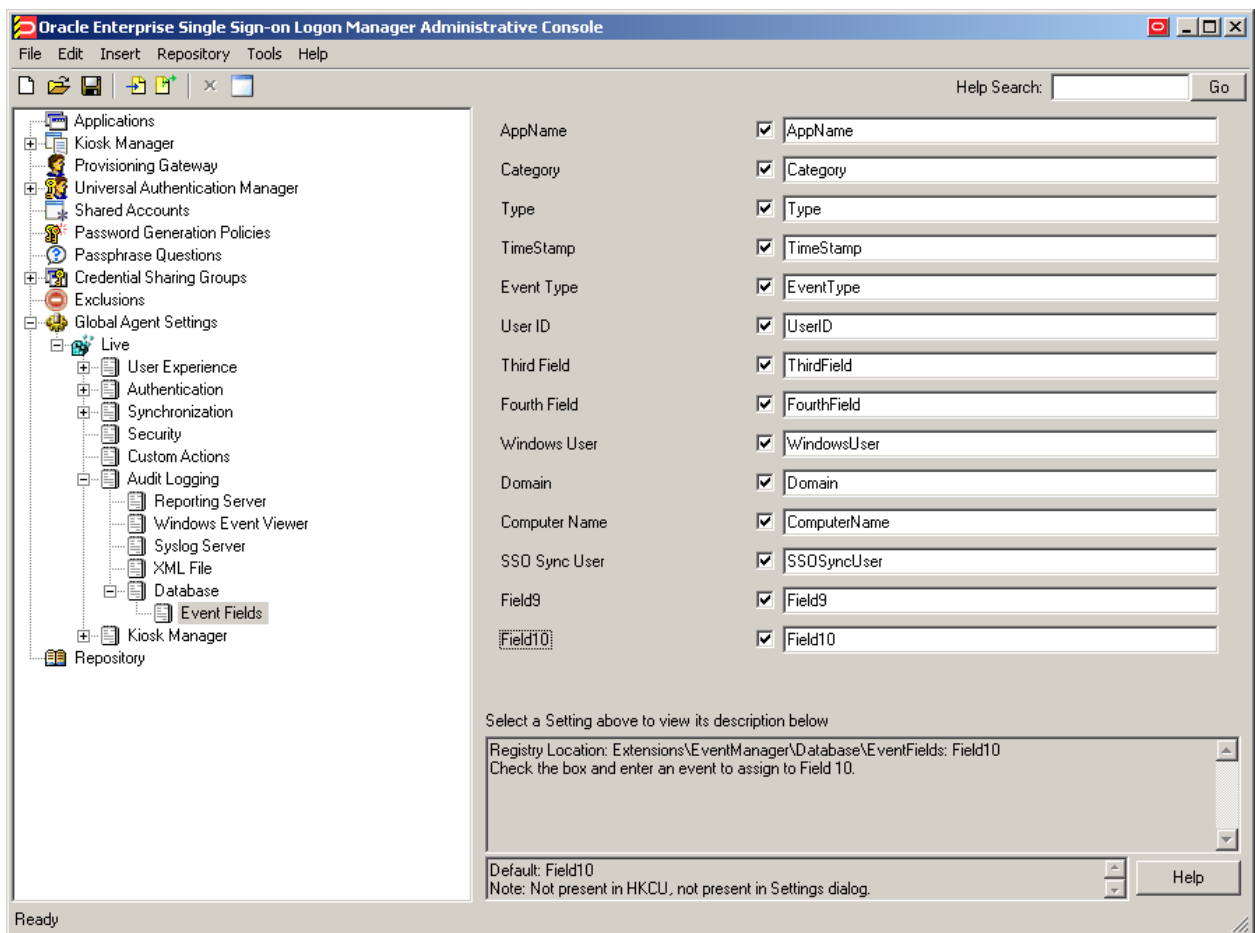 Oracle Enterprise Single Sign-on Logon Manager Administrative Console
File Edit Insert Repository Tools Help
Help Search: Go
Applications
Kiosk Manager
Provisioning Gateway
Universal Authentication Manager
Shared Accounts
Password Generation Policies
Passphrase Questions
Credential Sharing Groups
Exclusions
Global Agent Settings
Live
User Experience
Authentication
Synchronization
Security
Custom Actions
Audit Logging
Reporting Server
Windows Event Viewer
Syslog Server
XML File
Database
Event Fields
Kiosk Manager
Repository
AppName AppName
Category Category
Type Type
TimeStamp TimeStamp
Event Type EventType
User ID UserID
Third Field ThirdField
Fourth Field FourthField
Windows User WindowsUser
Domain Domain
Computer Name ComputerName
SSO Sync User SSOSyncUser
Field9 Field9
Field10 Field10
Select a Setting above to view its description below
Registry Location: Extensions\EventManager\Database\EventFields: Field10
Check the box and enter an event to assign to Field 10.
Default: Field10
Note: Not present in HKCU, not present in Settings dialog.
Help
Ready